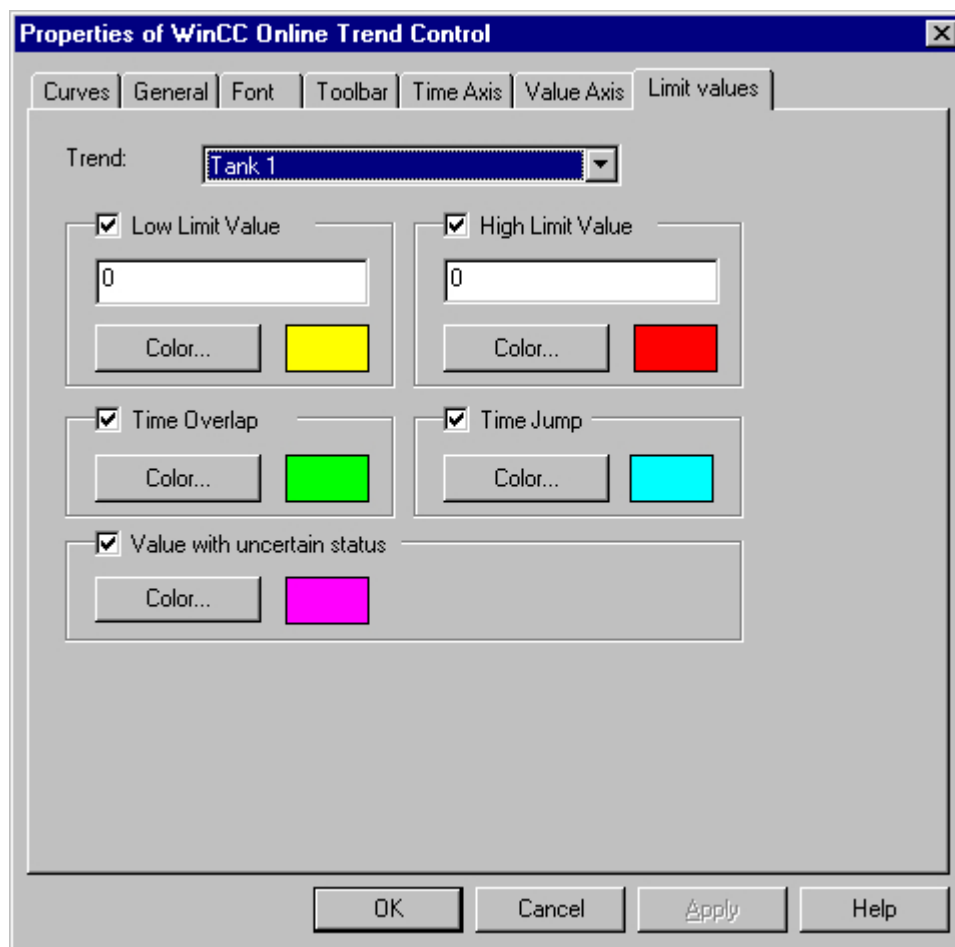 Properties of WinCC Online Trend Control
Curves General Font Toolbar Time Axis Value Axis Limit values
Trend: Tank 1
Low Limit Value High Limit Value
0 0
Color... Color...
Time Overlap Time Jump
Color... Color...
Value with uncertain status
Color...
OK Cancel Apply Help